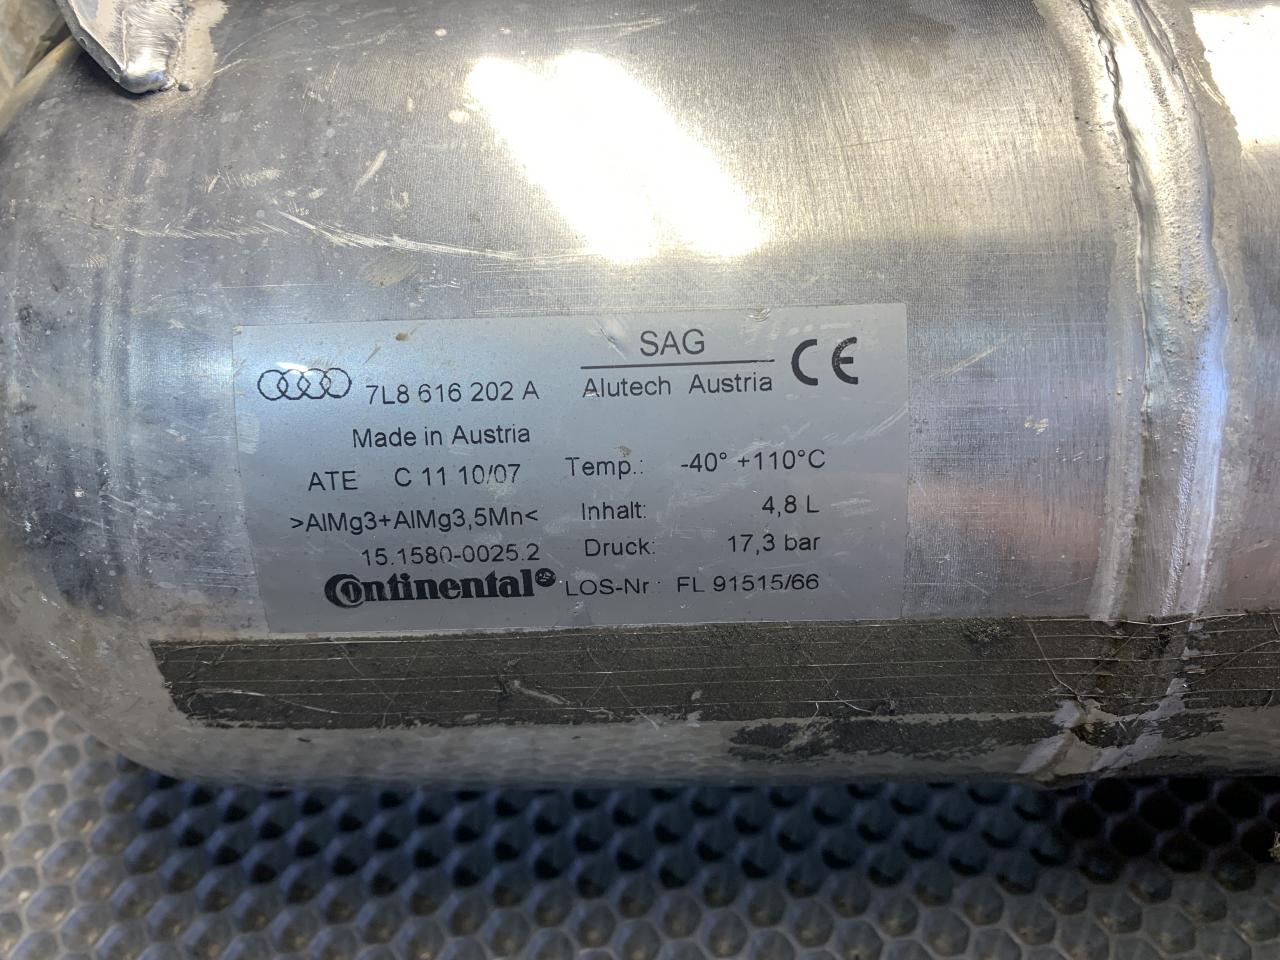 SAG
Alutech Austria
CE
7L8 616 202 A
Made in Austria
ATE C 11 10/07
Temp.: -40° +110°C
>AlMg3+AlMg3,5Mn<
Inhalt: 4,8 L
15.1580-0025.2
Druck: 17,3 bar
Continental
LOS-Nr: FL 91515/66